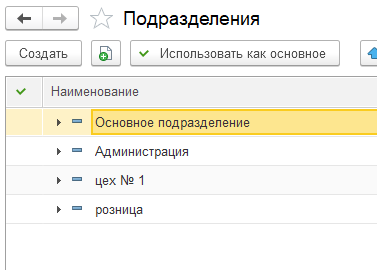 Подразделения
Создать Использовать как основное
Наименование
Основное подразделение
Администрация
цех № 1
розница